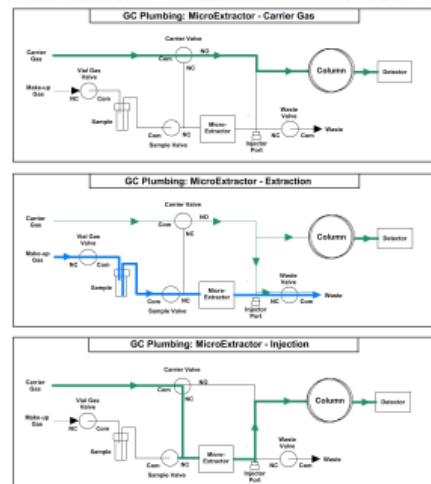 GC Plumbing: MicroExtractor - Carrier Gas
Carrier Valve
Carrier Gas
Com
NO
NC
Column
Detector
Make-up Gas
Vial Gas Valve
NC
Com
Sample
Com
NC
Sample Valve
Micro-Extractor
Injector Port
Waste Valve
NC
Com
Waste
GC Plumbing: MicroExtractor - Extraction
Carrier Valve
Carrier Gas
Com
NO
NC
Column
Detector
Make-up Gas
Vial Gas Valve
NC
Com
Sample
Com
NC
Sample Valve
Micro-Extractor
Injector Port
Waste Valve
NC
Com
Waste
GC Plumbing: MicroExtractor - Injection
Carrier Valve
Carrier Gas
Com
NO
NC
Column
Detector
Make-up Gas
Vial Gas Valve
NC
Com
Sample
Com
NC
Sample Valve
Micro-Extractor
Injector Port
Waste Valve
NC
Com
Waste